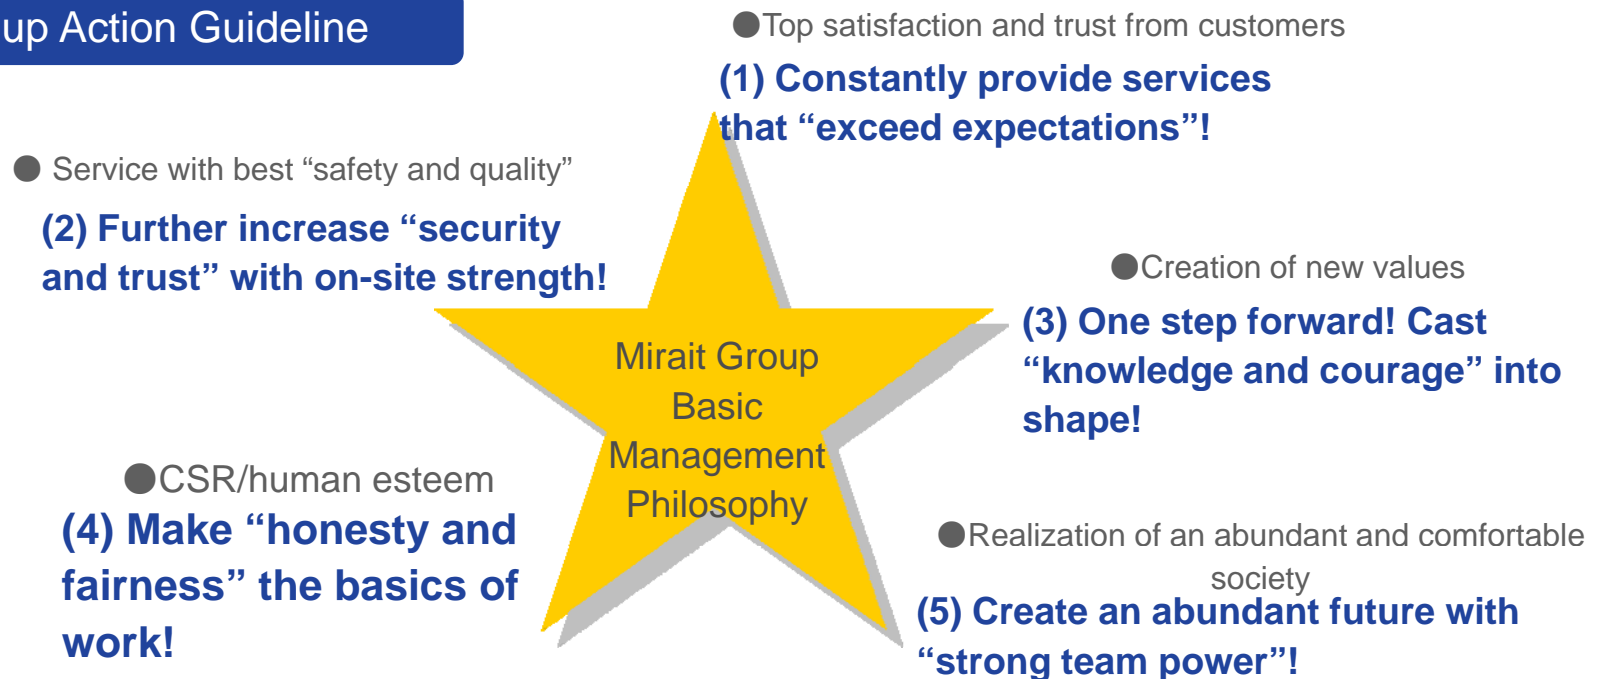 up Action Guideline
●Top satisfaction and trust from customers
(1) Constantly provide services
that “exceed expectations”!
● Service with best “safety and quality”
(2) Further increase “security
and trust” with on-site strength!
●Creation of new values
(3) One step forward! Cast
“knowledge and courage” into
shape!
Mirait Group
Basic
Management
Philosophy
●CSR/human esteem
(4) Make “honesty and
fairness” the basics of
work!
●Realization of an abundant and comfortable
society
(5) Create an abundant future with
“strong team power”!